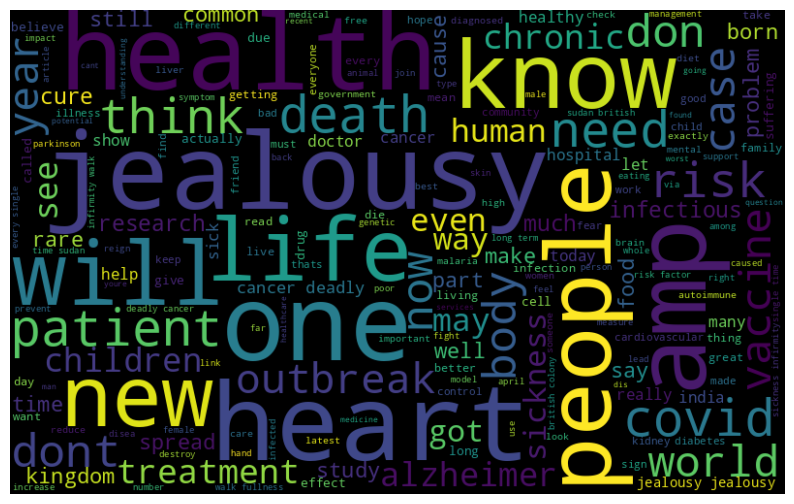 believe
still
common
health
medical
free
hope
diagnosed
healthy
check
management
take
born
impact
different
recent
cause
chronic
don
article
cant
due
everyone
every
animal
join
type
diet
going
year
understanding
liver
mean
government
know
male
good
case
problem
suffering
cure
illness
symptom
getting
bad
community
sudan british
found
child
exactly
think
death
human
need
mental
worst
support
family
parkinson
called
show
actually
must
doctor
cancer
hospital
let
via
see
find
friend
back
best
skin
eating
work
question
jealousy
infirmity walk
every single
research
read
die
genetic
high
even
much
fear
risk
infectious
among
whole
rare
sick
drug
live
thats
way
long term
today
women
feel
person
brain
time sudan
reign
keep
youre
help
give
will
life
now
malaria
make
infection
people
food
risk factor
right
caused
prevent
poor
part
autoimmune
deadly cancer
cancer deadly
living
cell
amp
vaccine
patient
one
healthcare
far
important
services
fight
may
body
sickness
someone
measure
cardiovascular
many
thing
children
link
well
lead
great
sickness infirmity
single time
day
man
new
outbreak
better
model
april
british colony
say
dis
made
time
heart
control
really
india
want
reduce
disea
female
care
infected
medicine
got
use
look
covid
dont
spread
destroy
hand
latest
long
kidney
diabetes
world
kingdom
treatment
study
effect
alzheimer
sign
increase
number
walk fullness
jealousy jealousy